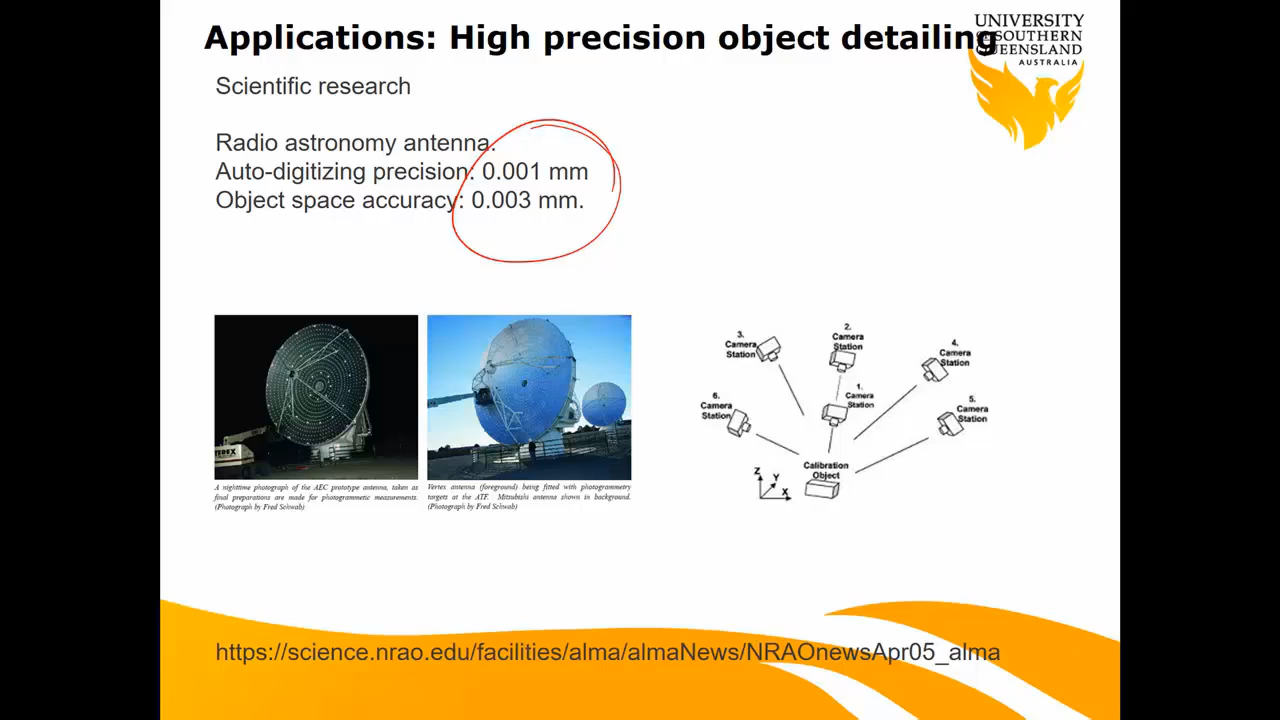 Applications: High precision object detailing
UNIVERSITY
OF SOUTHERN
QUEENSLAND
AUSTRALIA
Scientific research
Radio astronomy antenna.
Auto-digitizing precision: 0.001 mm
Object space accuracy: 0.003 mm.
TEREX
A nighttime photograph of the AEC prototype antenna, taken as
final preparations are made for photogrammetric measurements.
(Photograph by Fred Schwab)
Vertex antenna (foreground) being fitted with photogrammetry
targets at the ATF. Mitsubishi antenna shown in background.
(Photograph by Fred Schwab)
3.
Camera
Station
2.
Camera
Station
4.
Camera
Station
1.
Camera
Station
6.
Camera
Station
5.
Camera
Station
Calibration
Object
Z
Y
X
https://science.nrao.edu/facilities/alma/almaNews/NRAOnewsApr05_alma